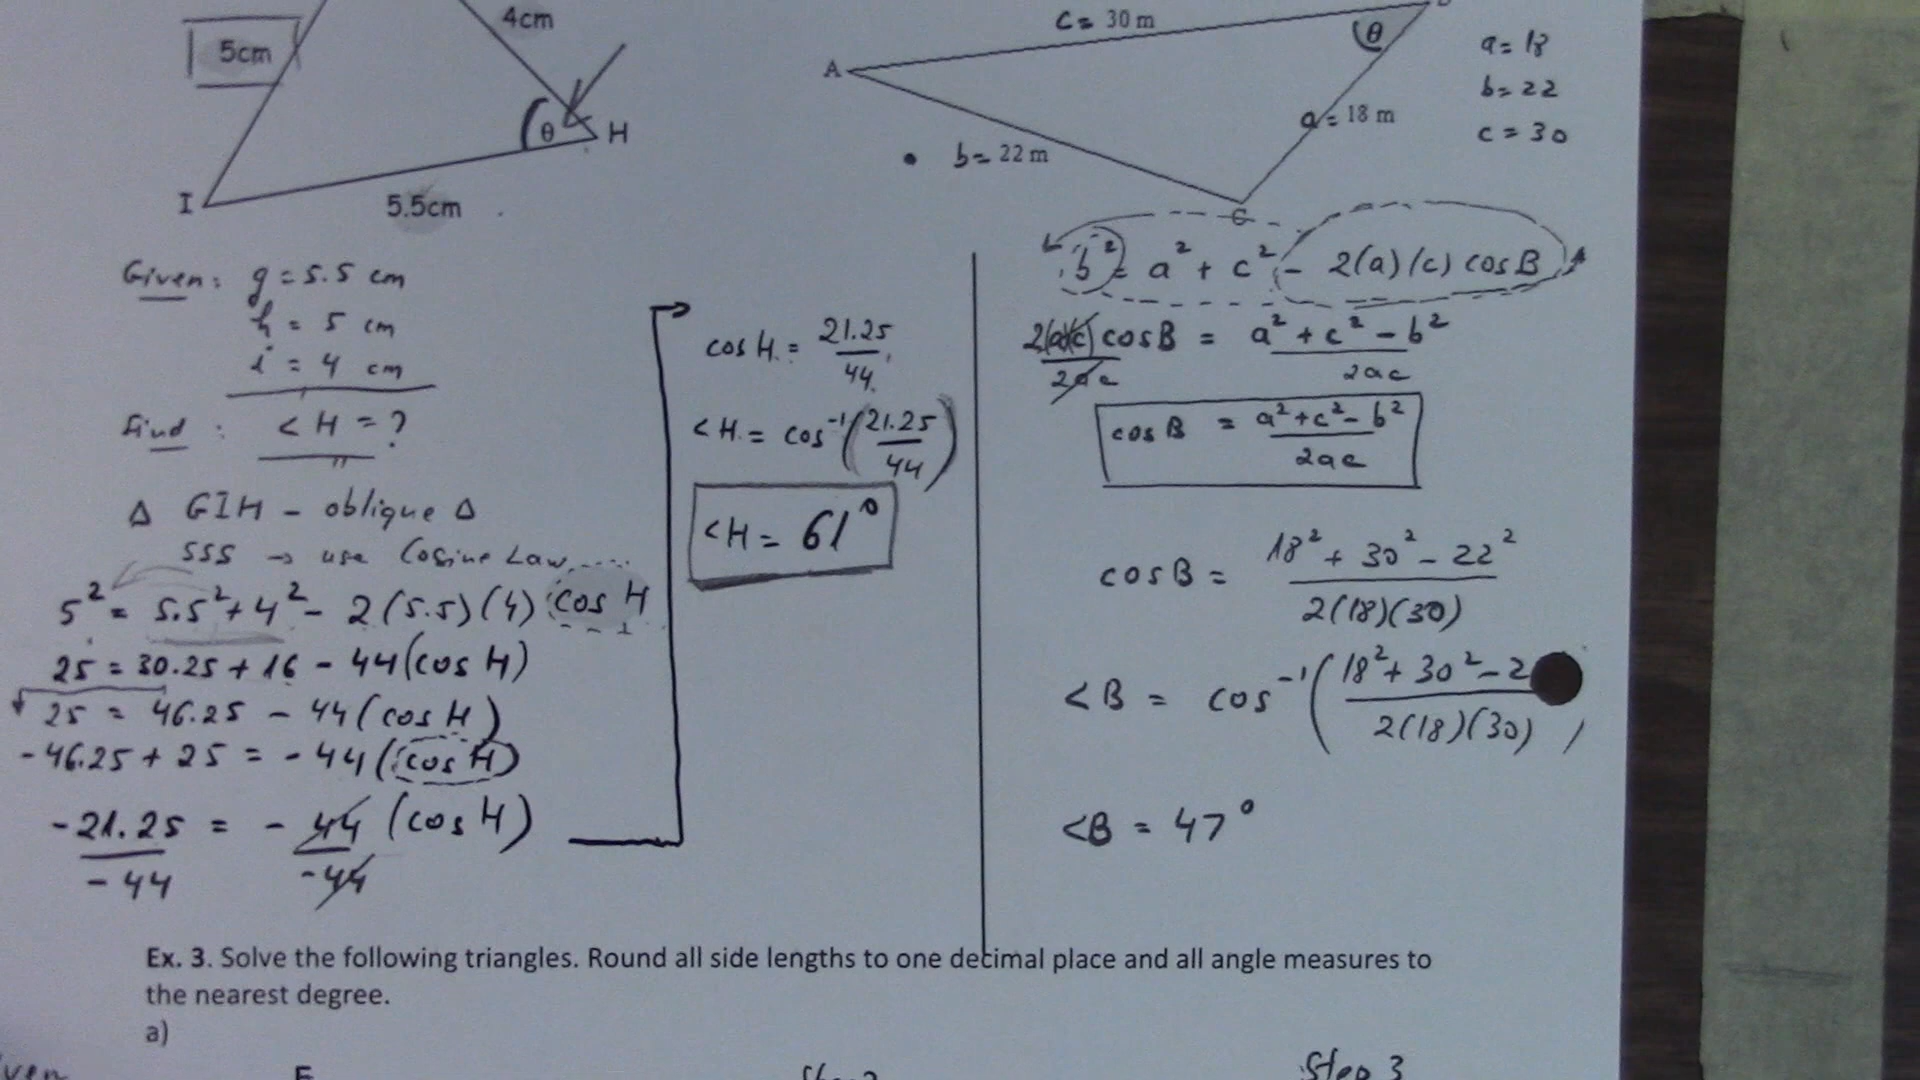 5cm
4cm
θ
H
I
5.5cm
Given: g = 5.5 cm
h = 5 cm
i = 4 cm
Find: <H = ?
Δ GIH - oblique Δ
SSS → use Cosine Law
5² = 5.5² + 4² - 2(5.5)(4) cos H
25 = 30.25 + 16 - 44(cos H)
25 = 46.25 - 44(cos H)
-46.25 + 25 = -44(cos H)
-21.25 = -44 (cos H)
-44 -44
cos H = 21.25
44
<H = cos⁻¹(21.25
44)
<H = 61°
c = 30 m
A
θ
a = 18 m
b = 22 m
C
a = 18
b = 22
c = 30
b² = a² + c² - 2(a)(c) cos B
2(a)(c) cos B = a² + c² - b²
2ac 2ac
cos B = a² + c² - b²
2ac
cos B = 18² + 30² - 22²
2(18)(30)
<B = cos⁻¹(18² + 30² - 2
2(18)(30))
<B = 47°
Ex. 3. Solve the following triangles. Round all side lengths to one decimal place and all angle measures to
the nearest degree.
a)
Step 3